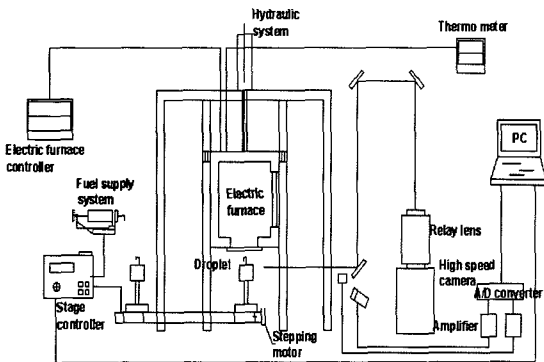 Hydraulic
system
Thermo meter
PC
Electric furnace
controller
Fuel supply
system
Electric
furnace
Relay lens
Droplet
High speed
camera
A/D converter
Stage
controller
Amplifier
Stepping
motor